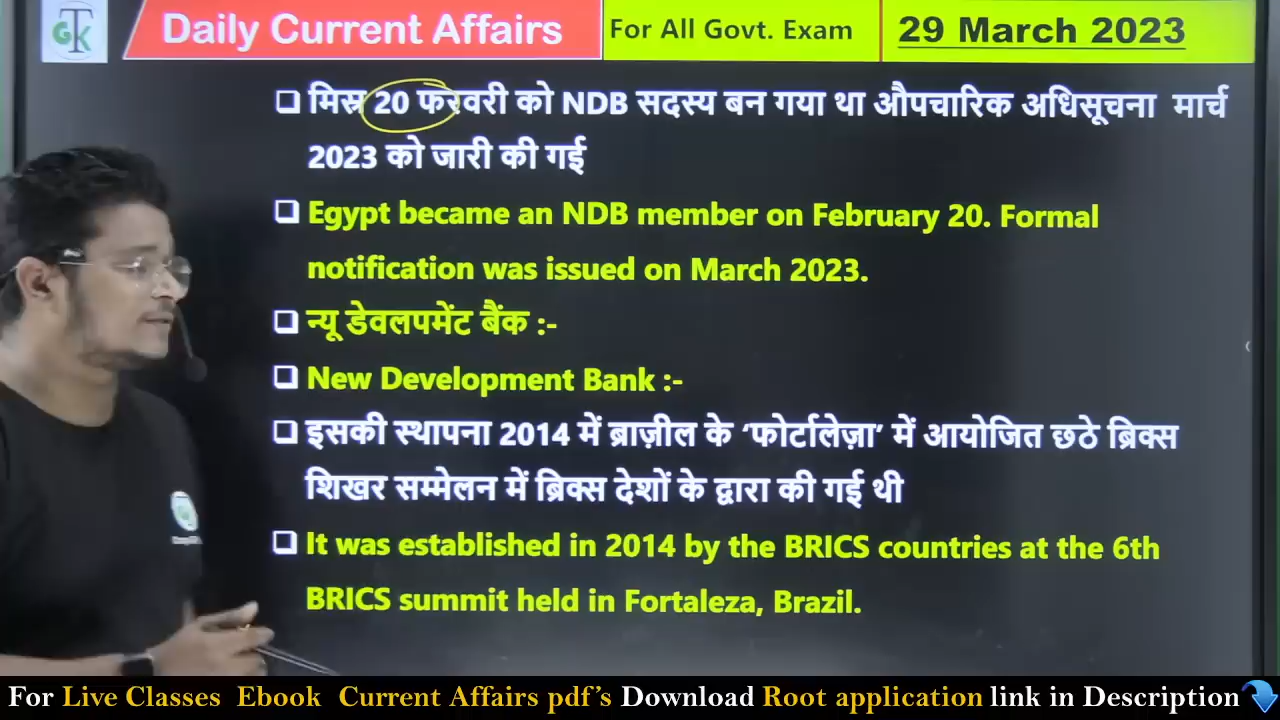 GTK
Daily Current Affairs
For All Govt. Exam
29 March 2023
मिस्र 20 फरवरी को NDB सदस्य बन गया था औपचारिक अधिसूचना मार्च
2023 को जारी की गई
Egypt became an NDB member on February 20. Formal
notification was issued on March 2023.
न्यू डेवलपमेंट बैंक :-
New Development Bank :-
इसकी स्थापना 2014 में ब्राज़ील के ‘फोर्टालेज़ा’ में आयोजित छठे ब्रिक्स
शिखर सम्मेलन में ब्रिक्स देशों के द्वारा की गई थी
It was established in 2014 by the BRICS countries at the 6th
BRICS summit held in Fortaleza, Brazil.
For Live Classes Ebook Current Affairs pdf’s Download Root application link in Description